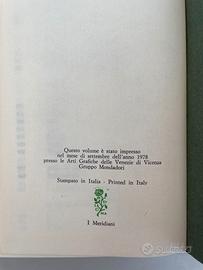 Questo volume è stato impresso
nel mese di settembre dell'anno 1978
presso le Arti Grafiche delle Venezie di Vicenza
Gruppo Mondadori
Stampato in Italia - Printed in Italy
I Meridiani
subito